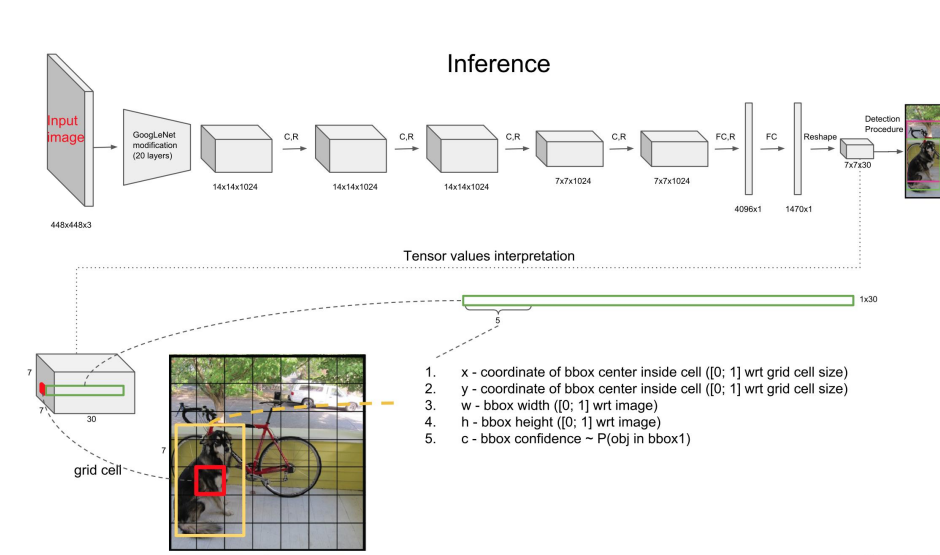 Inference
Input
image
GoogLeNet
modification
(20 layers)
C,R
C,R
C,R
C,R
FC,R
FC
Reshape
Detection
Procedure
448x448x3
14x14x1024
14x14x1024
14x14x1024
7x7x1024
7x7x1024
4096x1
1470x1
7x7x30
Tensor values interpretation
1x30
5
7
7
30
grid cell
7
1. x - coordinate of bbox center inside cell ([0; 1] wrt grid cell size)
2. y - coordinate of bbox center inside cell ([0; 1] wrt grid cell size)
3. w - bbox width ([0; 1] wrt image)
4. h - bbox height ([0; 1] wrt image)
5. c - bbox confidence ~ P(obj in bbox1)